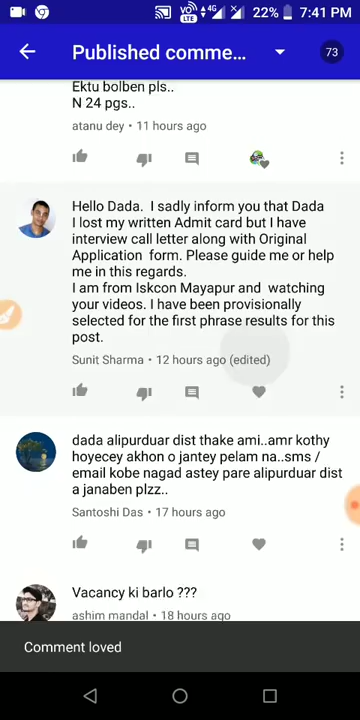 VO LTE 4G 22% 7:41 PM
Published comme... 73
Ektu bolben pls..
N 24 pgs..
atanu dey • 11 hours ago
Hello Dada. I sadly inform you that Dada
I lost my written Admit card but I have
interview call letter along with Original
Application form. Please guide me or help
me in this regards.
I am from Iskcon Mayapur and watching
your videos. I have been provisionally
selected for the first phrase results for this
post.
Sunit Sharma • 12 hours ago (edited)
dada alipurduar dist thake ami..amr kothy
hoyecey akhon o jantey pelam na..sms /
email kobe nagad astey pare alipurduar dist
a janaben plzz..
Santoshi Das • 17 hours ago
Vacancy ki barlo ???
ashim mandal • 18 hours ago
Comment loved